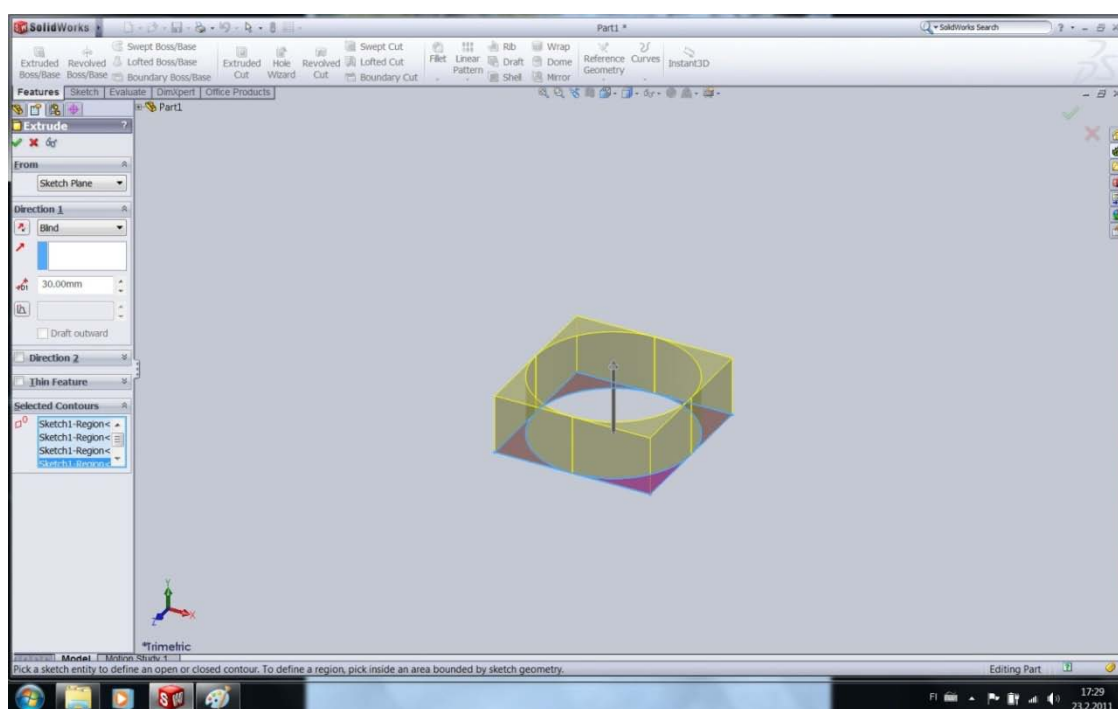 SolidWorks
Part1 *
SolidWorks Search
Extruded Boss/Base
Revolved Boss/Base
Swept Boss/Base
Lofted Boss/Base
Boundary Boss/Base
Extruded Cut
Hole Wizard
Revolved Cut
Swept Cut
Lofted Cut
Boundary Cut
Fillet
Linear Pattern
Rib
Draft
Shell
Wrap
Dome
Mirror
Reference Geometry
Curves
Instant3D
Features Sketch Evaluate DimXpert Office Products
Part1
Extrude ?
From
Sketch Plane
Direction 1
Blind
30.00mm
Draft outward
Direction 2
Thin Feature
Selected Contours
Sketch1-Region<
Sketch1-Region<
Sketch1-Region<
Sketch1-Region<
Y
X
Z
*Trimetric
Model Motion Study 1
Pick a sketch entity to define an open or closed contour. To define a region, pick inside an area bounded by sketch geometry.
Editing Part
FI
17:29
23.2.2011